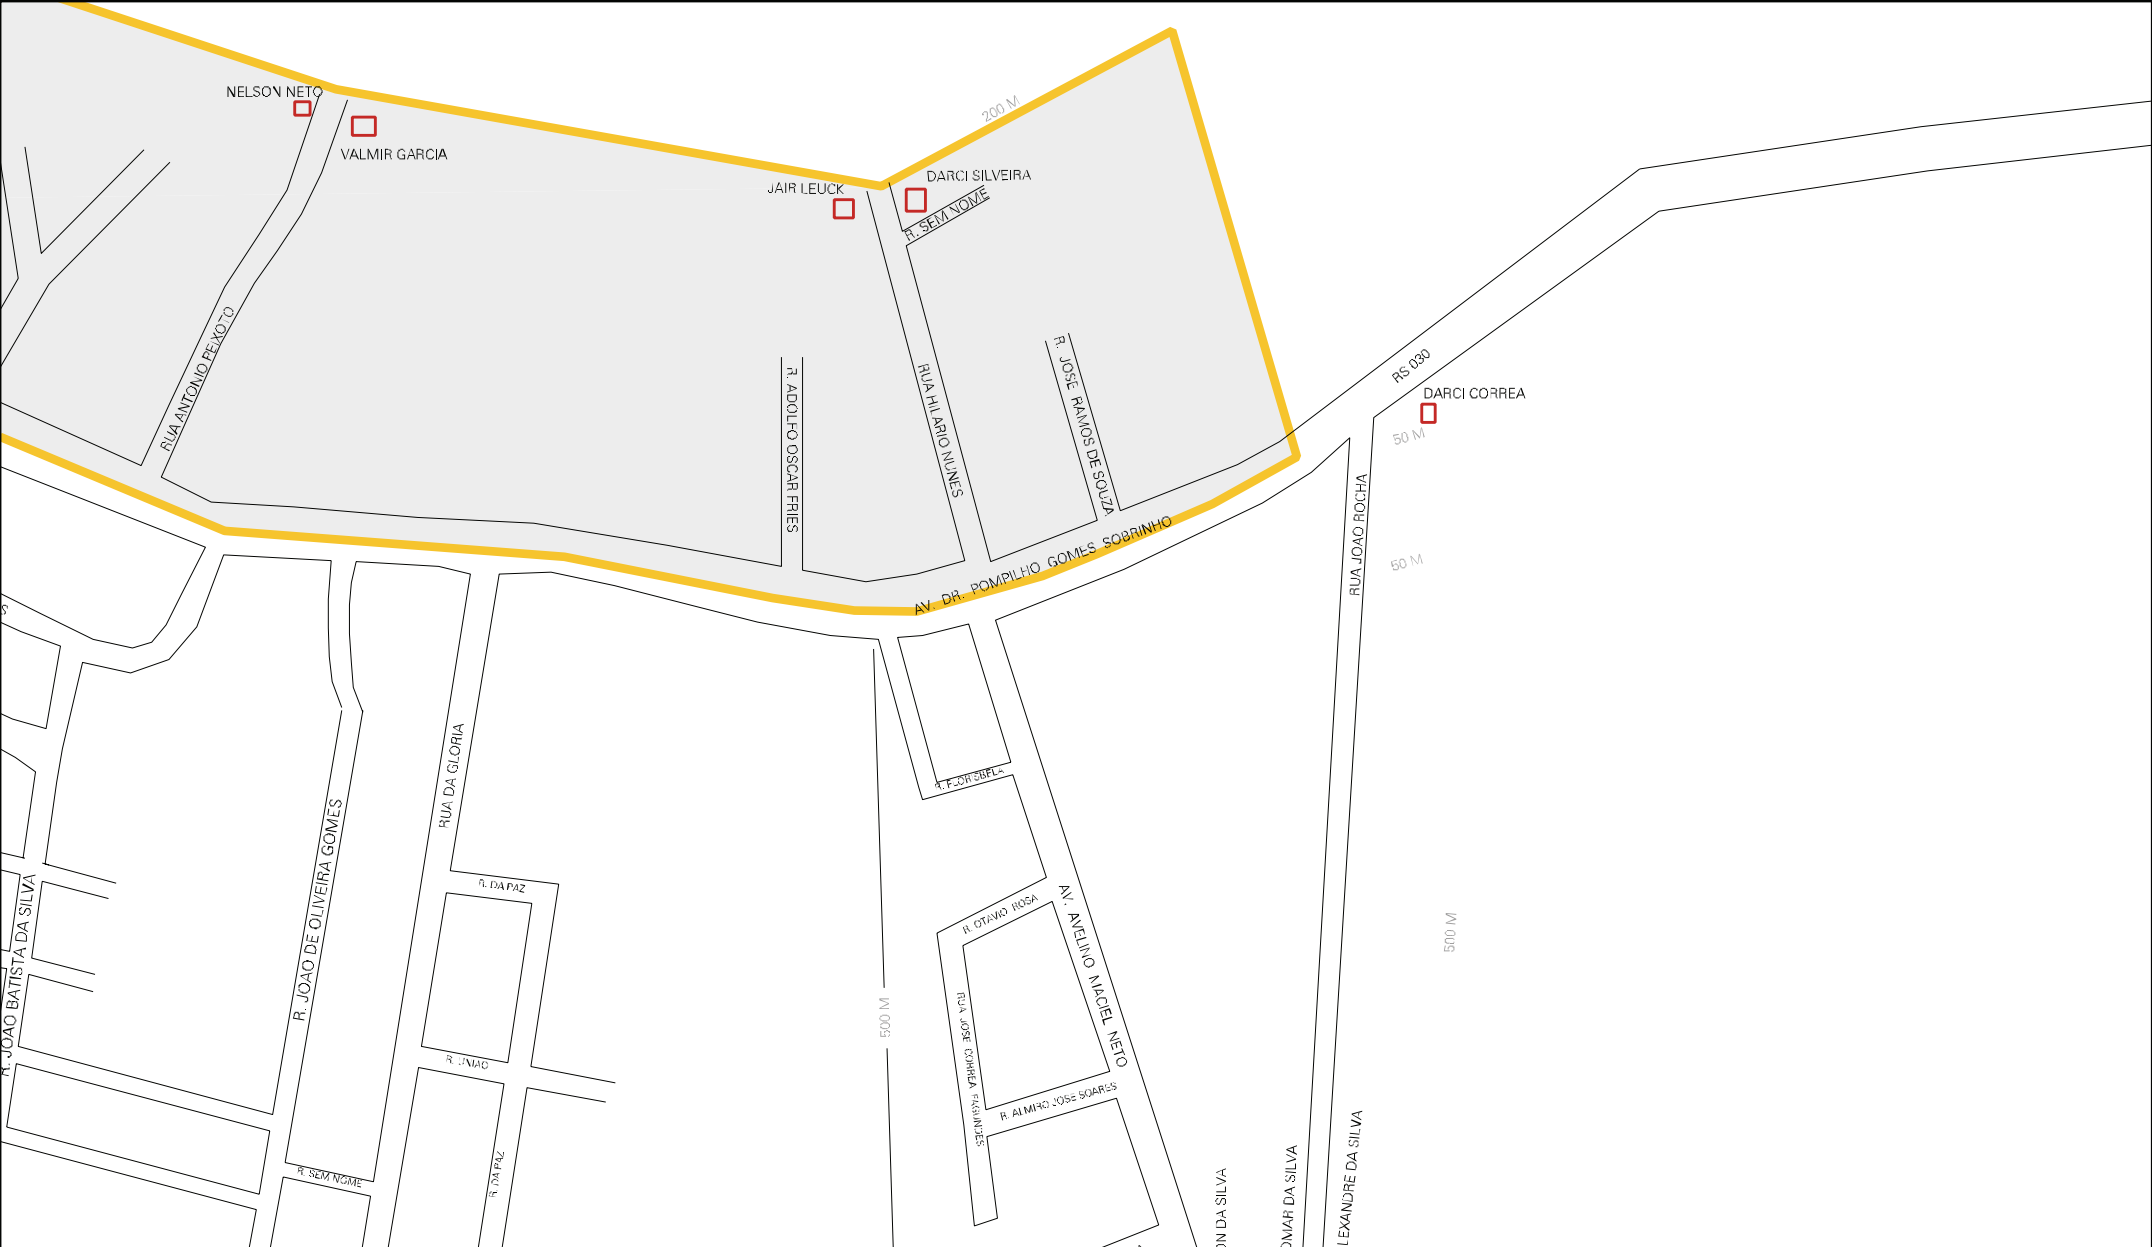 NELSON NETO
VALMIR GARCIA
200 M
JAIR LEUCK
DARCI SILVEIRA
R. SEM NOME
RUA ANTONIO PEIXOTO
R. ADOLFO OSCAR FRIES
RUA HILARIO NUNES
R. JOSE RAMOS DE SOUZA
RS 030
DARCI CORREA
50 M
RUA JOAO ROCHA
50 M
AV. DR. POMPILHO GOMES SOBRINHO
S
RUA DA GLORIA
R. FLORISBELA
R. JOAO DE OLIVEIRA GOMES
R. DA PAZ
R. JOAO BATISTA DA SILVA
R. OTAVIO ROSA
AV. AVELINO MACIEL NETO
500 M
500 M
RUA JOSE CORREA FAGUNDES
R. UNIAO
R. ALMIRO JOSE SOARES
R. SEM NOME
R. DA PAZ
ON DA SILVA
OMAR DA SILVA
LEXANDRE DA SILVA